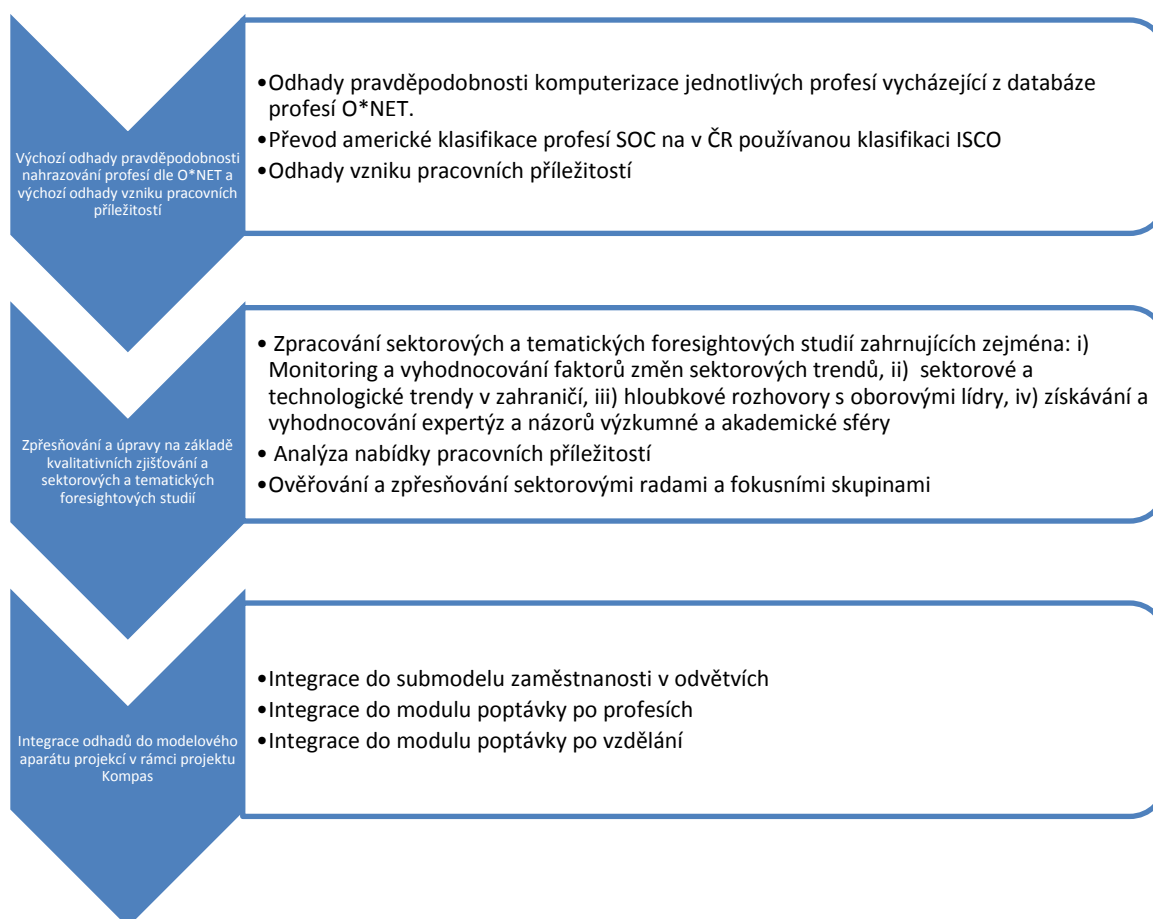 Výchozí odhady pravděpodobnosti
nahrazování profesí dle O*NET a
výchozí odhady vzniku pracovních
příležitostí
•Odhady pravděpodobnosti komputerizace jednotlivých profesí vycházející z databáze
profesí O*NET.
•Převod americké klasifikace profesí SOC na v ČR používanou klasifikaci ISCO
•Odhady vzniku pracovních příležitostí
Zpřesňování a úpravy na základě
kvalitativních zjišťování a
sektorových a tematických
foresightových studií
• Zpracování sektorových a tematických foresightových studií zahrnujících zejména: i)
Monitoring a vyhodnocování faktorů změn sektorových trendů, ii) sektorové a
technologické trendy v zahraničí, iii) hloubkové rozhovory s oborovými lídry, iv) získávání a
vyhodnocování expertýz a názorů výzkumné a akademické sféry
• Analýza nabídky pracovních příležitostí
•Ověřování a zpřesňování sektorovými radami a fokusními skupinami
Integrace odhadů do modelového
aparátu projekcí v rámci projektu
Kompas
•Integrace do submodelu zaměstnanosti v odvětvích
•Integrace do modulu poptávky po profesích
•Integrace do modulu poptávky po vzdělání